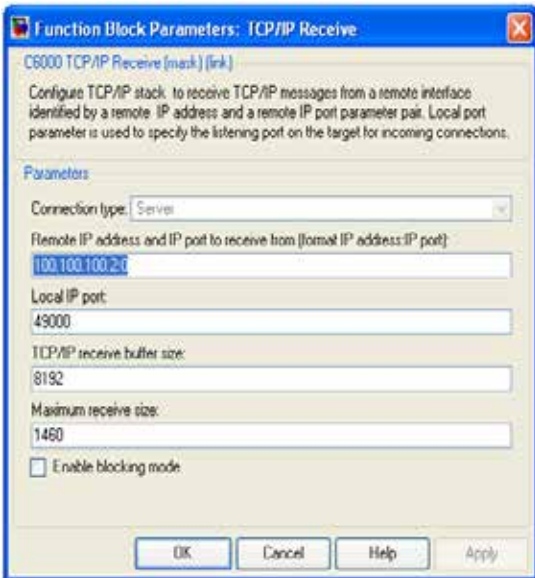 Function Block Parameters: TCP/IP Receive
C6000 TCP/IP Receive (mask) (link)
Configure TCP/IP stack to receive TCP/IP messages from a remote interface
identified by a remote IP address and a remote IP port parameter pair. Local port
parameter is used to specify the listening port on the target for incoming connections.
Parameters
Connection type: Server
Remote IP address and IP port to receive from (format IP address:IP port):
100.100.100.2:0
Local IP port:
49000
TCP/IP receive buffer size:
8192
Maximum receive size:
1460
Enable blocking mode
OK Cancel Help Apply